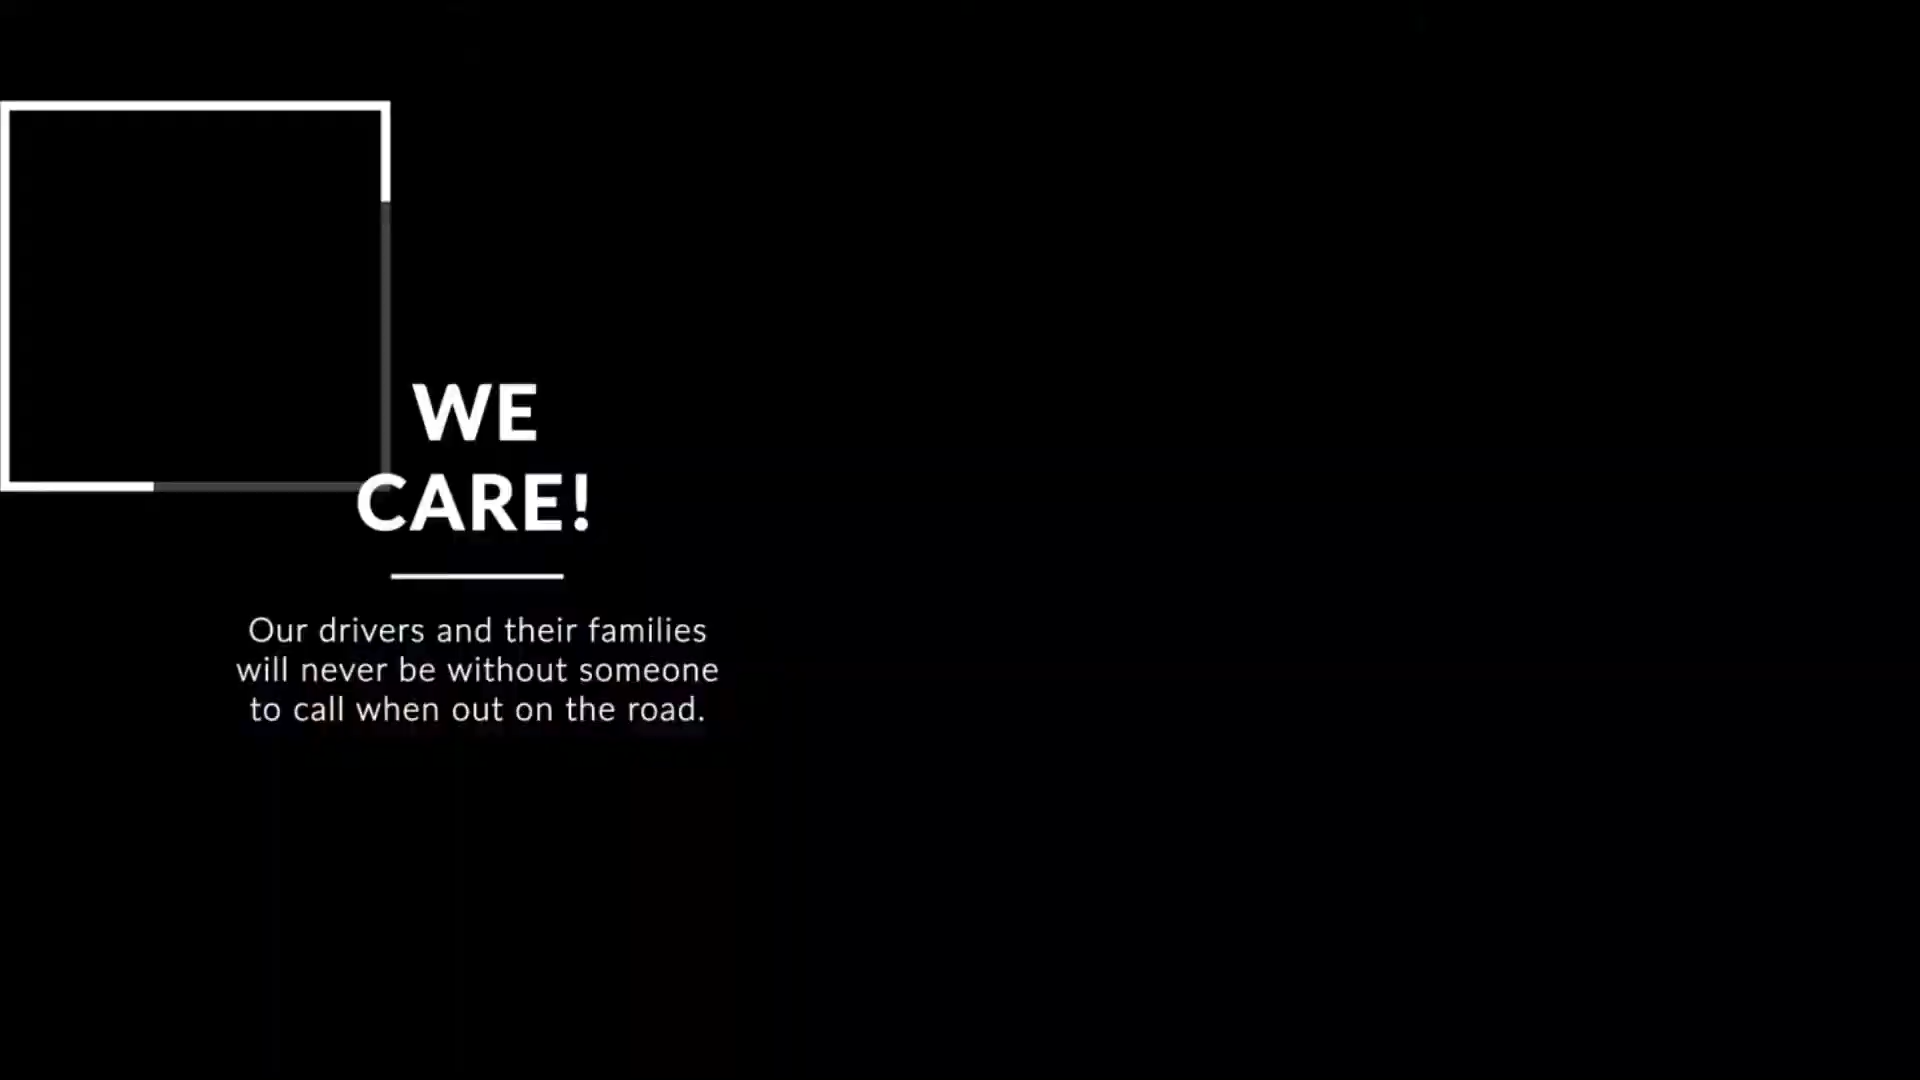 WE
CARE!
Our drivers and their families
will never be without someone
to call when out on the road.